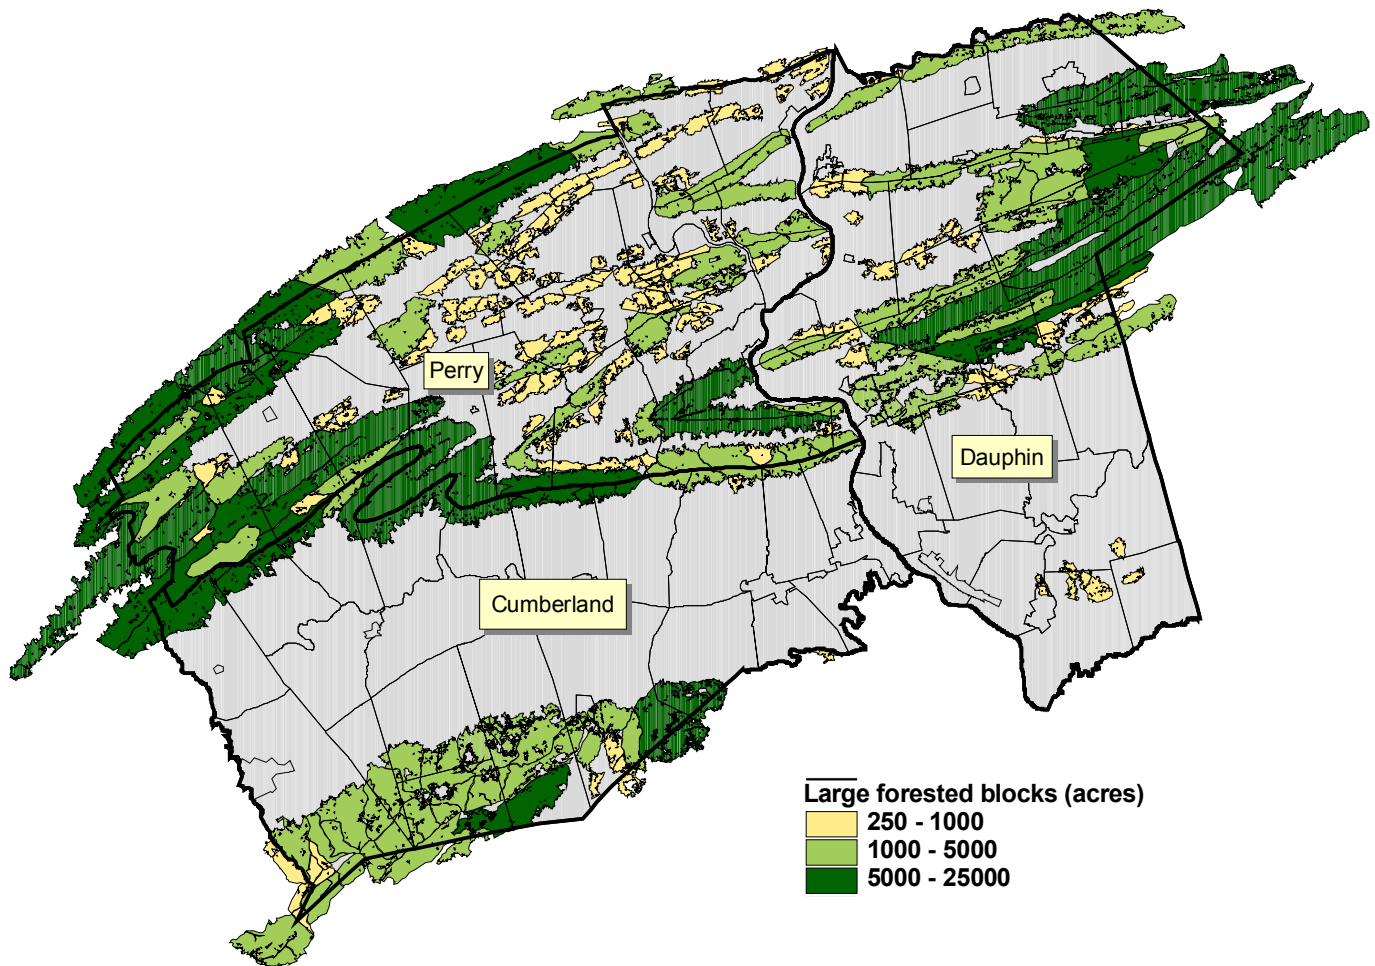 Perry
Dauphin
Cumberland
Large forested blocks (acres)
250 - 1000
1000 - 5000
5000 - 25000